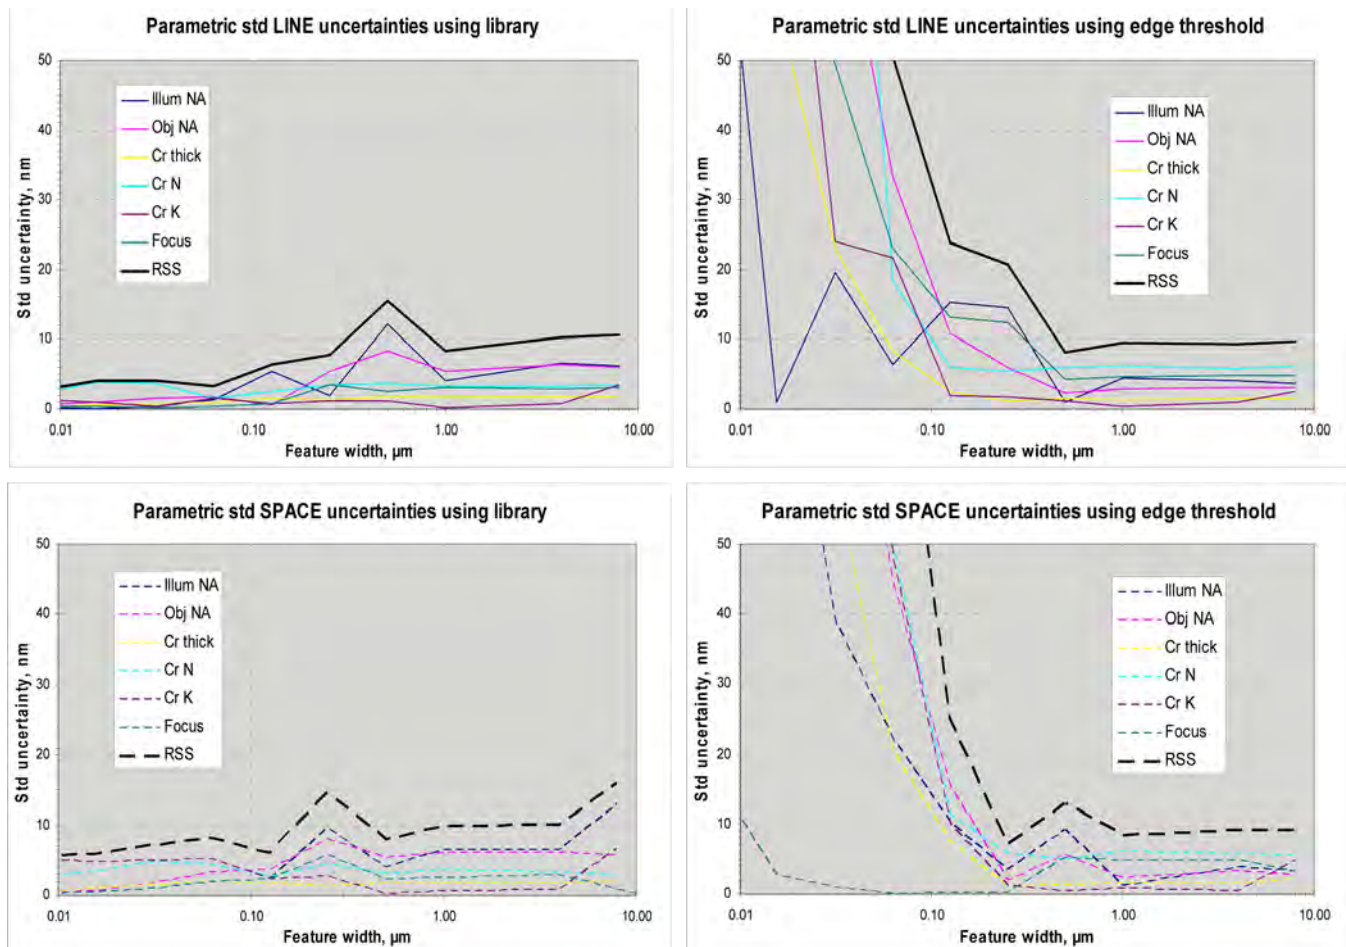 Parametric std LINE uncertainties using library
50
40
30
20
10
0
Std uncertainty, nm
Illum NA
Obj NA
Cr thick
Cr N
Cr K
Focus
RSS
0.01
0.10
1.00
10.00
Feature width, µm
Parametric std LINE uncertainties using edge threshold
50
40
30
20
10
0
Std uncertainty, nm
Illum NA
Obj NA
Cr thick
Cr N
Cr K
Focus
RSS
0.01
0.10
1.00
10.00
Feature width, µm
Parametric std SPACE uncertainties using library
50
40
30
20
10
0
Std uncertainty, nm
Illum NA
Obj NA
Cr thick
Cr N
Cr K
Focus
RSS
0.01
0.10
1.00
10.00
Feature width, µm
Parametric std SPACE uncertainties using edge threshold
50
40
30
20
10
0
Std uncertainty, nm
Illum NA
Obj NA
Cr thick
Cr N
Cr K
Focus
RSS
0.01
0.10
1.00
10.00
Feature width, µm